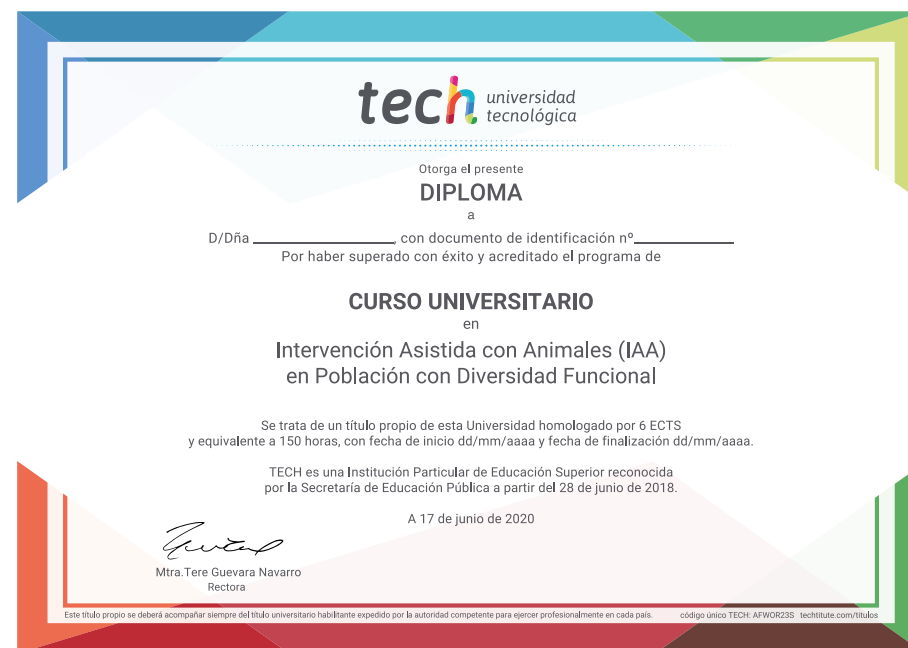 tech universidad
tecnológica
Otorga el presente
DIPLOMA
a
D/Dña ____________, con documento de identificación nº____________
Por haber superado con éxito y acreditado el programa de
CURSO UNIVERSITARIO
en
Intervención Asistida con Animales (IAA)
en Población con Diversidad Funcional
Se trata de un título propio de esta Universidad homologado por 6 ECTS
y equivalente a 150 horas, con fecha de inicio dd/mm/aaaa y fecha de finalización dd/mm/aaaa.
TECH es una Institución Particular de Educación Superior reconocida
por la Secretaría de Educación Pública a partir del 28 de junio de 2018.
A 17 de junio de 2020
Mtra.Tere Guevara Navarro
Rectora
Este título propio se deberá acompañar siempre del título universitario habilitante expedido por la autoridad competente para ejercer profesionalmente en cada país. código único TECH: AFWOR23S techtitute.com/titulos